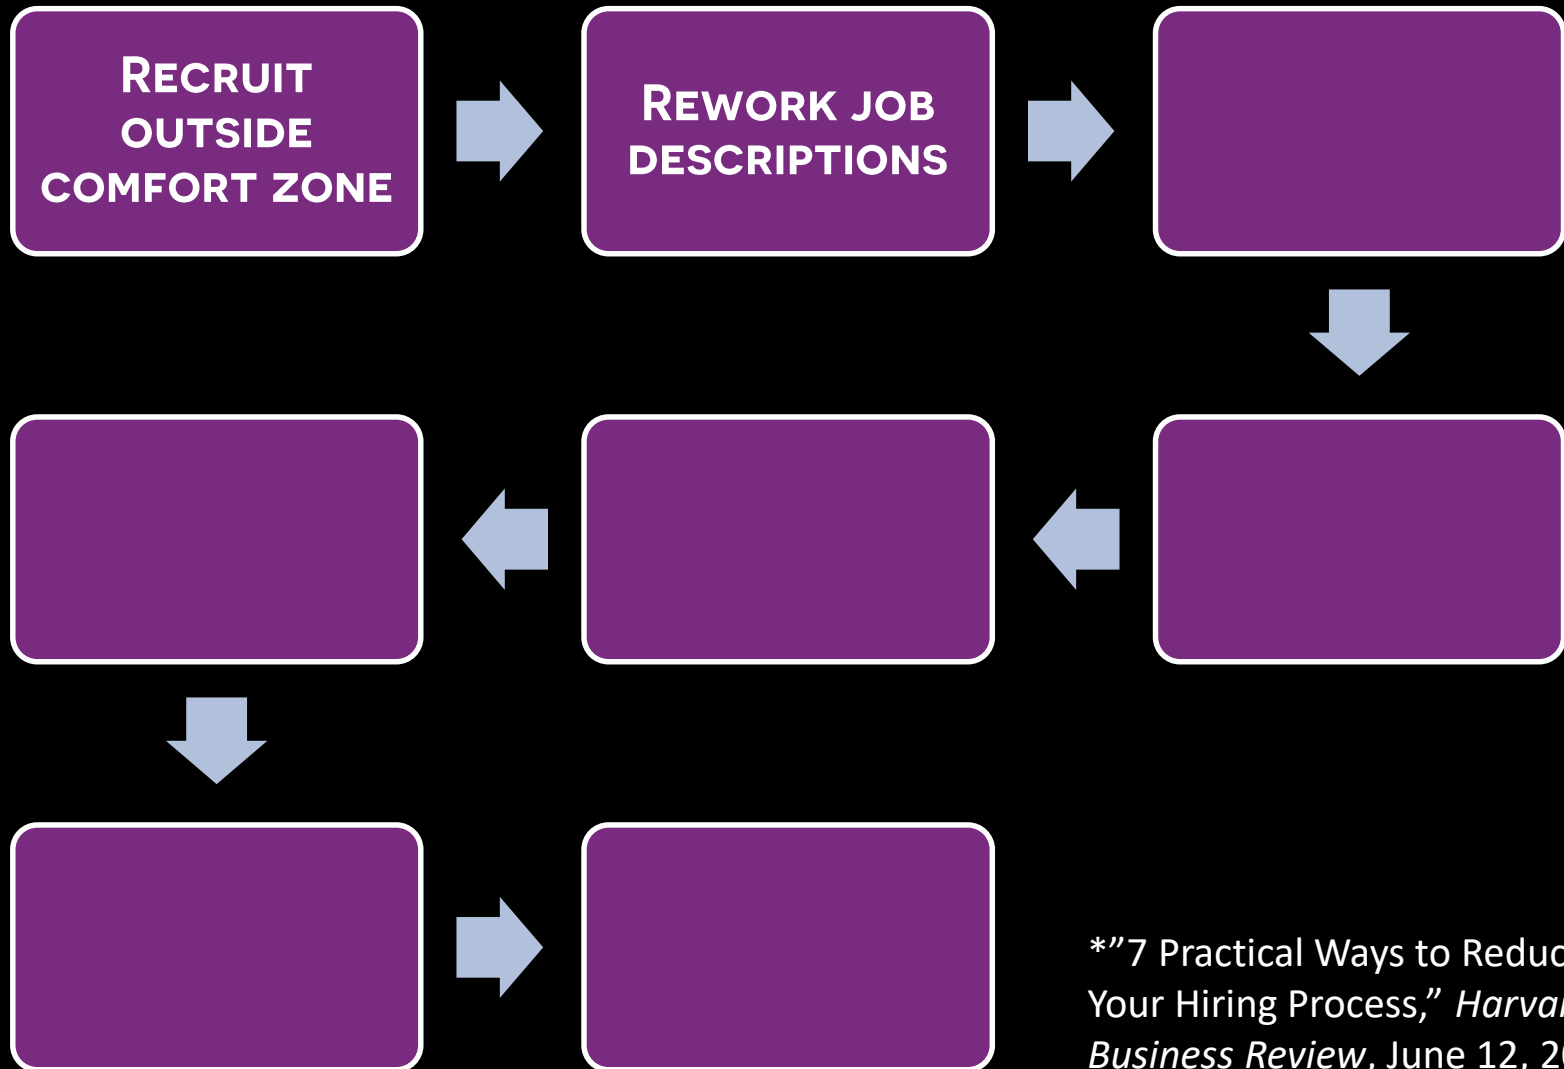 RECRUIT
OUTSIDE
COMFORT ZONE
REWORK JOB
DESCRIPTIONS
*”7 Practical Ways to Reduc
Your Hiring Process,” Harvar
Business Review, June 12, 20